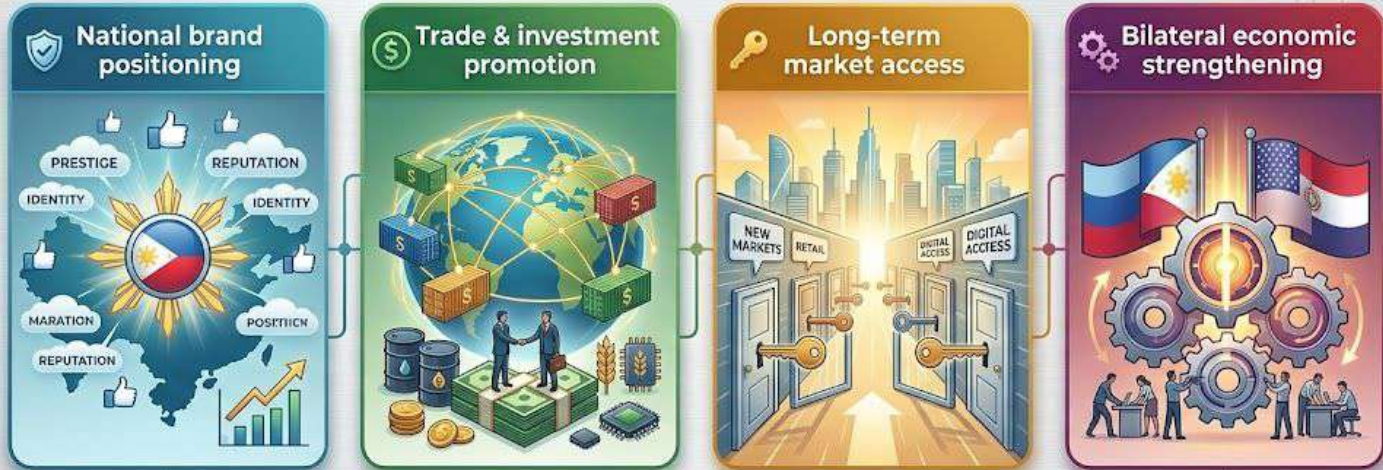 National brand
positioning
PRESTIGE
REPUTATION
IDENTITY
IDENTITY
MARATION
POSITIICN
REPUTATION
Trade & investment
promotion
$
$
$
$
$
$
Long-term
market access
NEW
MARKETS
RETAIL
DIGITAL
ACCESS
DIGITAL
ACCESS
Bilateral economic
strengthening